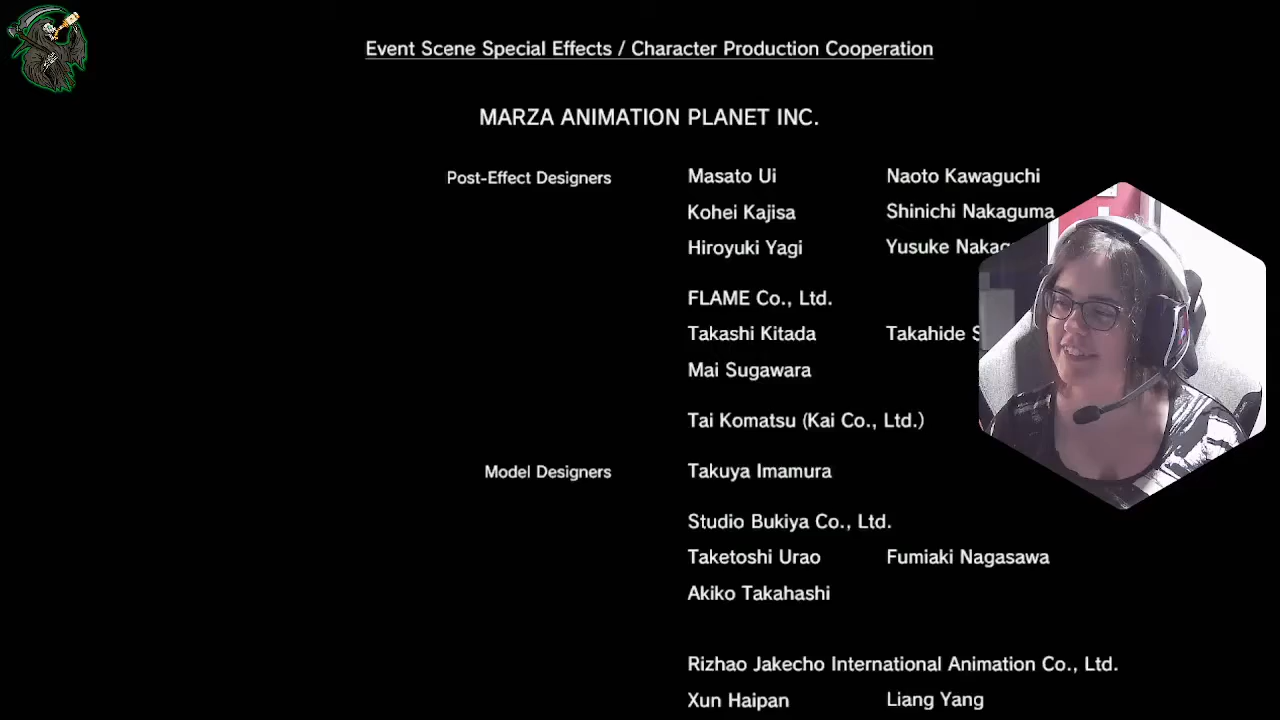 Event Scene Special Effects / Character Production Cooperation
MARZA ANIMATION PLANET INC.
Post-Effect Designers Masato Ui Naoto Kawaguchi
Kohei Kajisa Shinichi Nakaguma
Hiroyuki Yagi Yusuke
FLAME Co., Ltd.
Takashi Kitada Takahide
Mai Sugawara
Tai Komatsu (Kai Co., Ltd.)
Model Designers Takuya Imamura
Studio Bukiya Co., Ltd.
Taketoshi Urao Fumiaki Nagasawa
Akiko Takahashi
Rizhao Jakecho International Animation Co., Ltd.
Xun Haipan Liang Yang